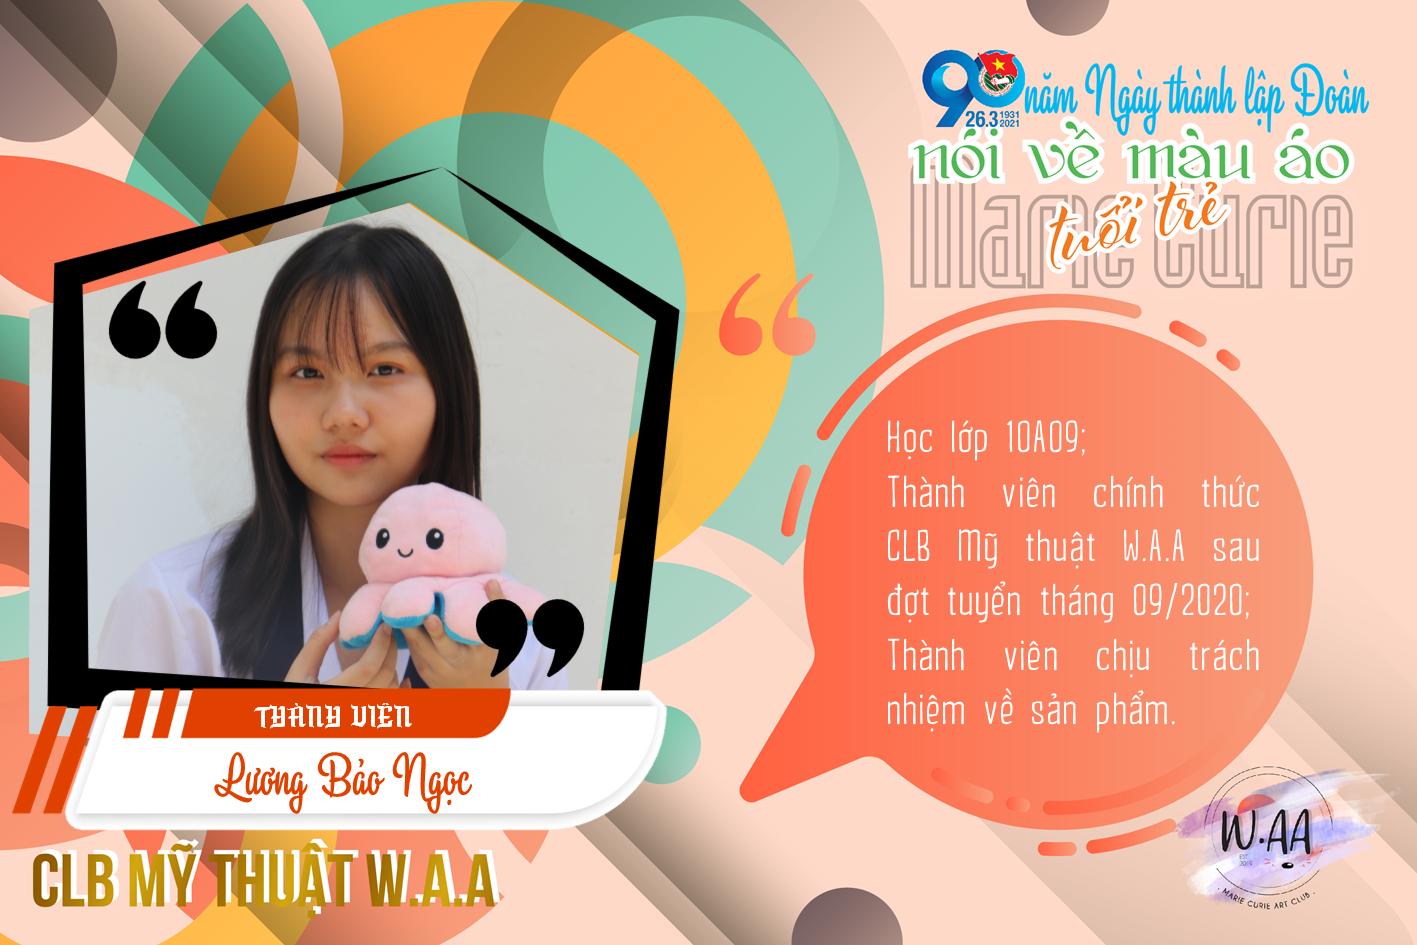 90 năm Ngày thành lập Đoàn
26.3 1931 2021
nói về màu áo
tuổi trẻ
Marie Curie
Học lớp 10A09;
Thành viên chính thức
CLB Mỹ thuật W.A.A sau
đợt tuyển tháng 09/2020;
Thành viên chịu trách
nhiệm về sản phẩm.
THÀNH VIÊN
Lương Bảo Ngọc
CLB MỸ THUẬT W.A.A
W.AA
EST
MARIE CURIE ART CLUB